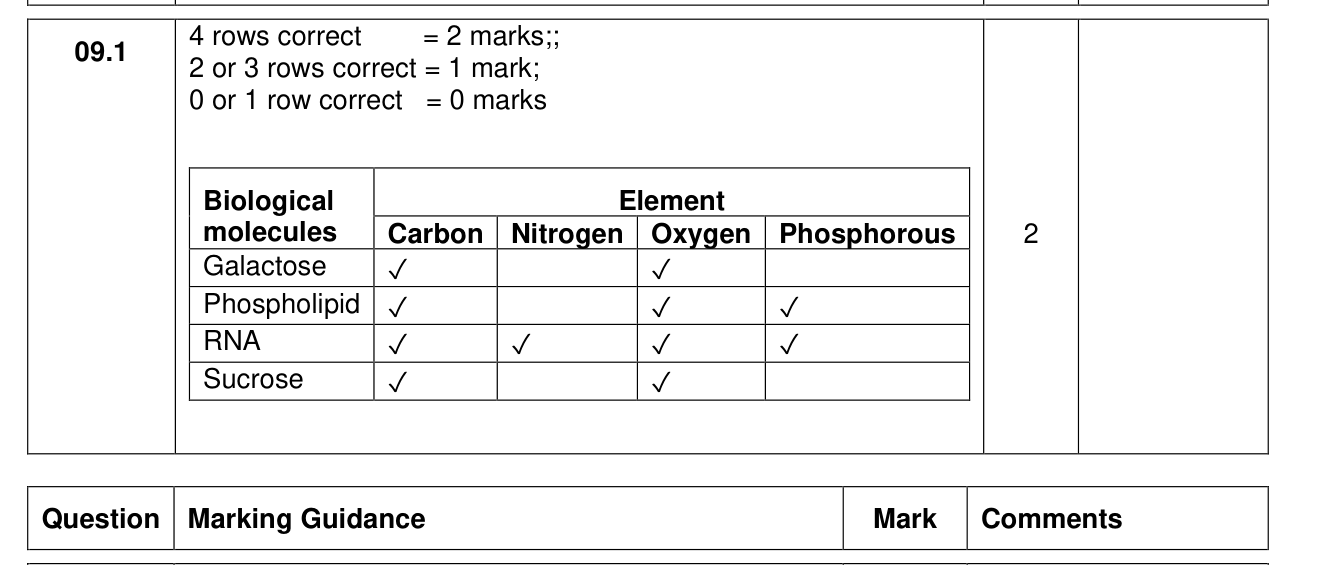 09.1
4 rows correct = 2 marks;;
2 or 3 rows correct = 1 mark;
0 or 1 row correct = 0 marks
Biological molecules Element
Carbon Nitrogen Oxygen Phosphorous
Galactose ✓ ✓
Phospholipid ✓ ✓ ✓
RNA ✓ ✓ ✓ ✓
Sucrose ✓ ✓
2
Question Marking Guidance Mark Comments